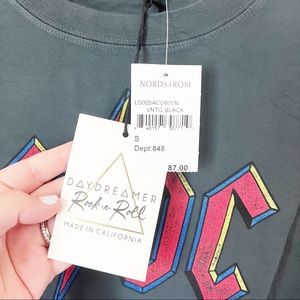 NORDSTROM
VNTG BLACK
S
Dept:846
87.00
DAYDREAMER
Rock-n-Roll
MADE IN CALIFORNIA